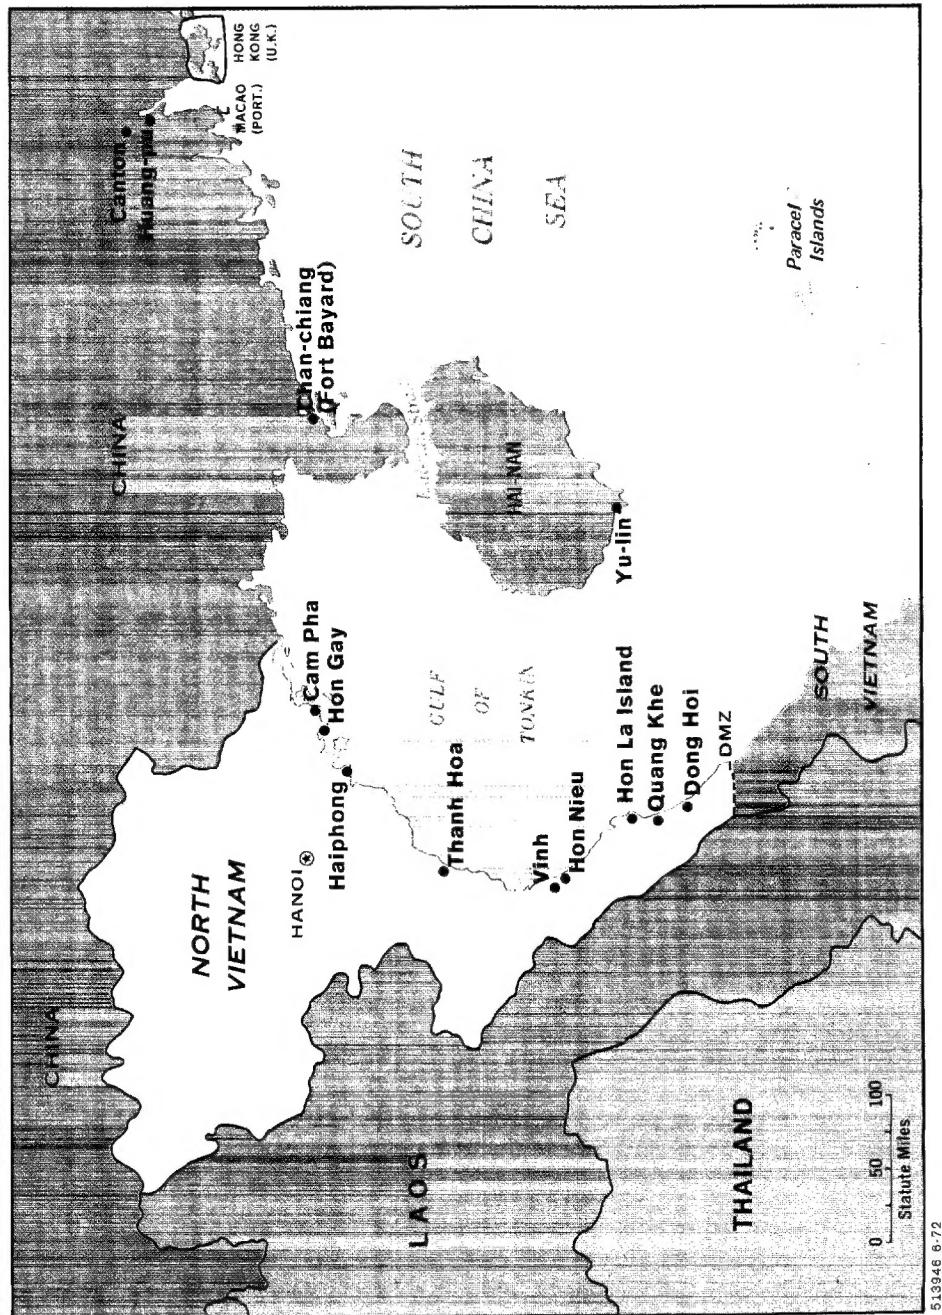 CHINA
CHINA
Canton
Huang-pu
HONG
KONG
(U.K.)
MACAO
(PORT.)
NORTH
VIETNAM
HANOI
Haiphong
Cam Pha
Hon Gay
Chan-chiang
(Fort Bayard)
GULF
OF
TONKIN
Thanh Hoa
HAI-NAN
SOUTH
CHINA
SEA
LAOS
Vinh
Hon Nieu
Hon La Island
Quang Khe
Dong Hoi
Yu-lin
DMZ
SOUTH
VIETNAM
Paracel
Islands
THAILAND
0 50 100
Statute Miles
513946 6-72